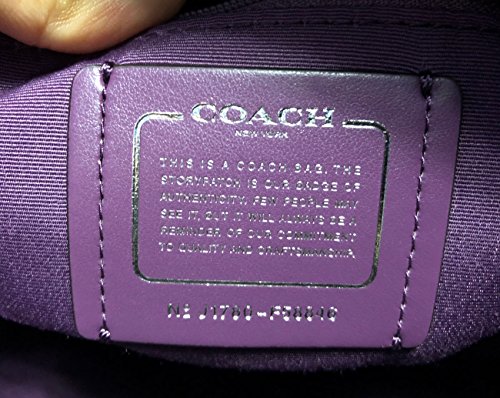 COACH
NEW YORK
THIS IS A COACH BAG. THE
STORYPATCH IS OUR BADGE OF
AUTHENTICITY. FEW PEOPLE MAY
SEE IT, BUT IT WILL ALWAYS BE A
REMINDER OF OUR COMMITMENT
TO QUALITY AND CRAFTSMANSHIP.
Nº J1780-F58846